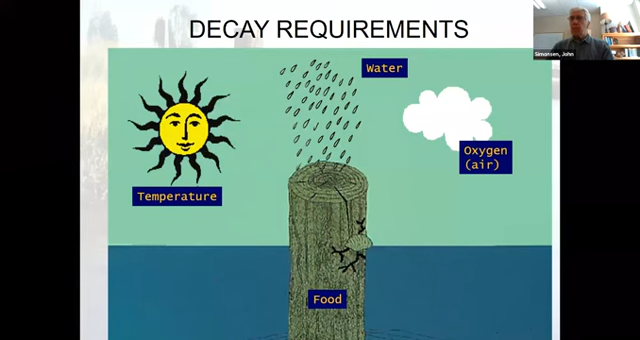 DECAY REQUIREMENTS
Simonsen, John
Water
Oxygen
(air)
Temperature
Food